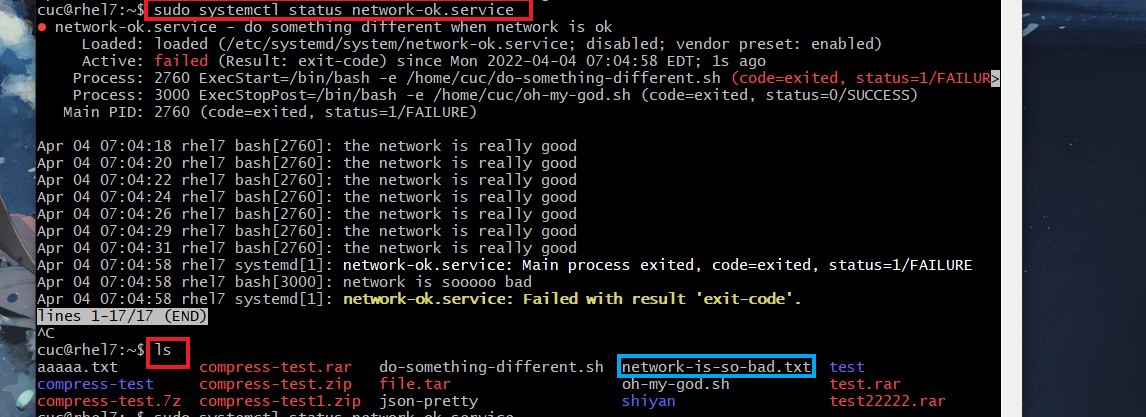 cuc@rhel7:~$ sudo systemctl status network-ok.service
● network-ok.service - do something different when network is ok
Loaded: loaded (/etc/systemd/system/network-ok.service; disabled; vendor preset: enabled)
Active: failed (Result: exit-code) since Mon 2022-04-04 07:04:58 EDT; 1s ago
Process: 2760 ExecStart=/bin/bash -e /home/cuc/do-something-different.sh (code=exited, status=1/FAILUR>
Process: 3000 ExecStopPost=/bin/bash -e /home/cuc/oh-my-god.sh (code=exited, status=0/SUCCESS)
Main PID: 2760 (code=exited, status=1/FAILURE)
Apr 04 07:04:18 rhel7 bash[2760]: the network is really good
Apr 04 07:04:20 rhel7 bash[2760]: the network is really good
Apr 04 07:04:22 rhel7 bash[2760]: the network is really good
Apr 04 07:04:24 rhel7 bash[2760]: the network is really good
Apr 04 07:04:26 rhel7 bash[2760]: the network is really good
Apr 04 07:04:29 rhel7 bash[2760]: the network is really good
Apr 04 07:04:31 rhel7 bash[2760]: the network is really good
Apr 04 07:04:58 rhel7 systemd[1]: network-ok.service: Main process exited, code=exited, status=1/FAILURE
Apr 04 07:04:58 rhel7 bash[3000]: network is sooooo bad
Apr 04 07:04:58 rhel7 systemd[1]: network-ok.service: Failed with result 'exit-code'.
lines 1-17/17 (END)
^C
cuc@rhel7:~$ ls
aaaaa.txt compress-test.rar do-something-different.sh network-is-so-bad.txt test
compress-test compress-test.zip file.tar oh-my-god.sh test.rar
compress-test.7z compress-test1.zip json-pretty shiyan test22222.rar
cuc@rhel7:~$ sudo systemctl status network-ok.service